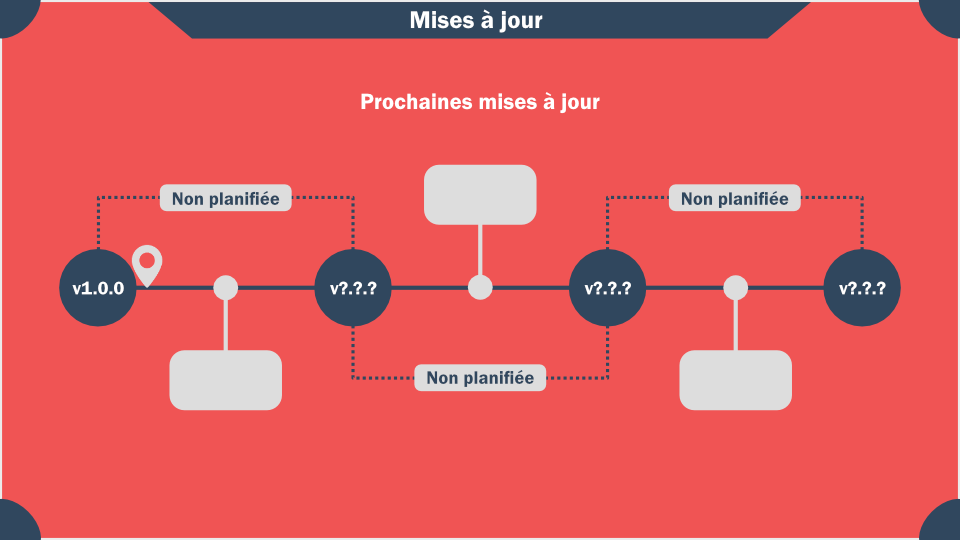 Mises à jour
Prochaines mises à jour
Non planifiée
Non planifiée
v1.0.0
v?.?.?
v?.?.?
v?.?.?
Non planifiée